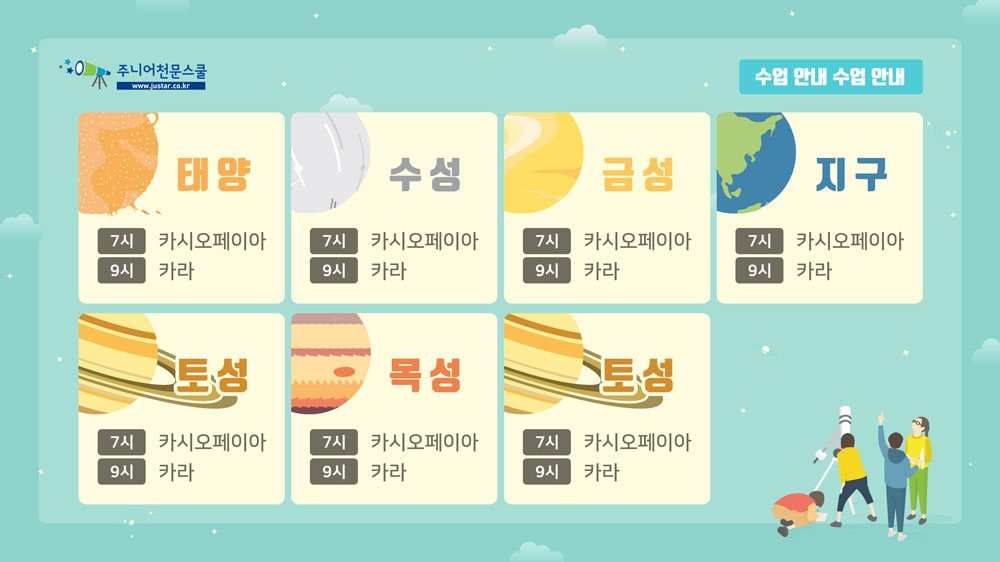 주니어천문스쿨
www.justar.co.kr
수업 안내 수업 안내
태양
7시 카시오페이아
9시 카라
수성
7시 카시오페이아
9시 카라
금성
7시 카시오페이아
9시 카라
지구
7시 카시오페이아
9시 카라
토성
7시 카시오페이아
9시 카라
목성
7시 카시오페이아
9시 카라
토성
7시 카시오페이아
9시 카라